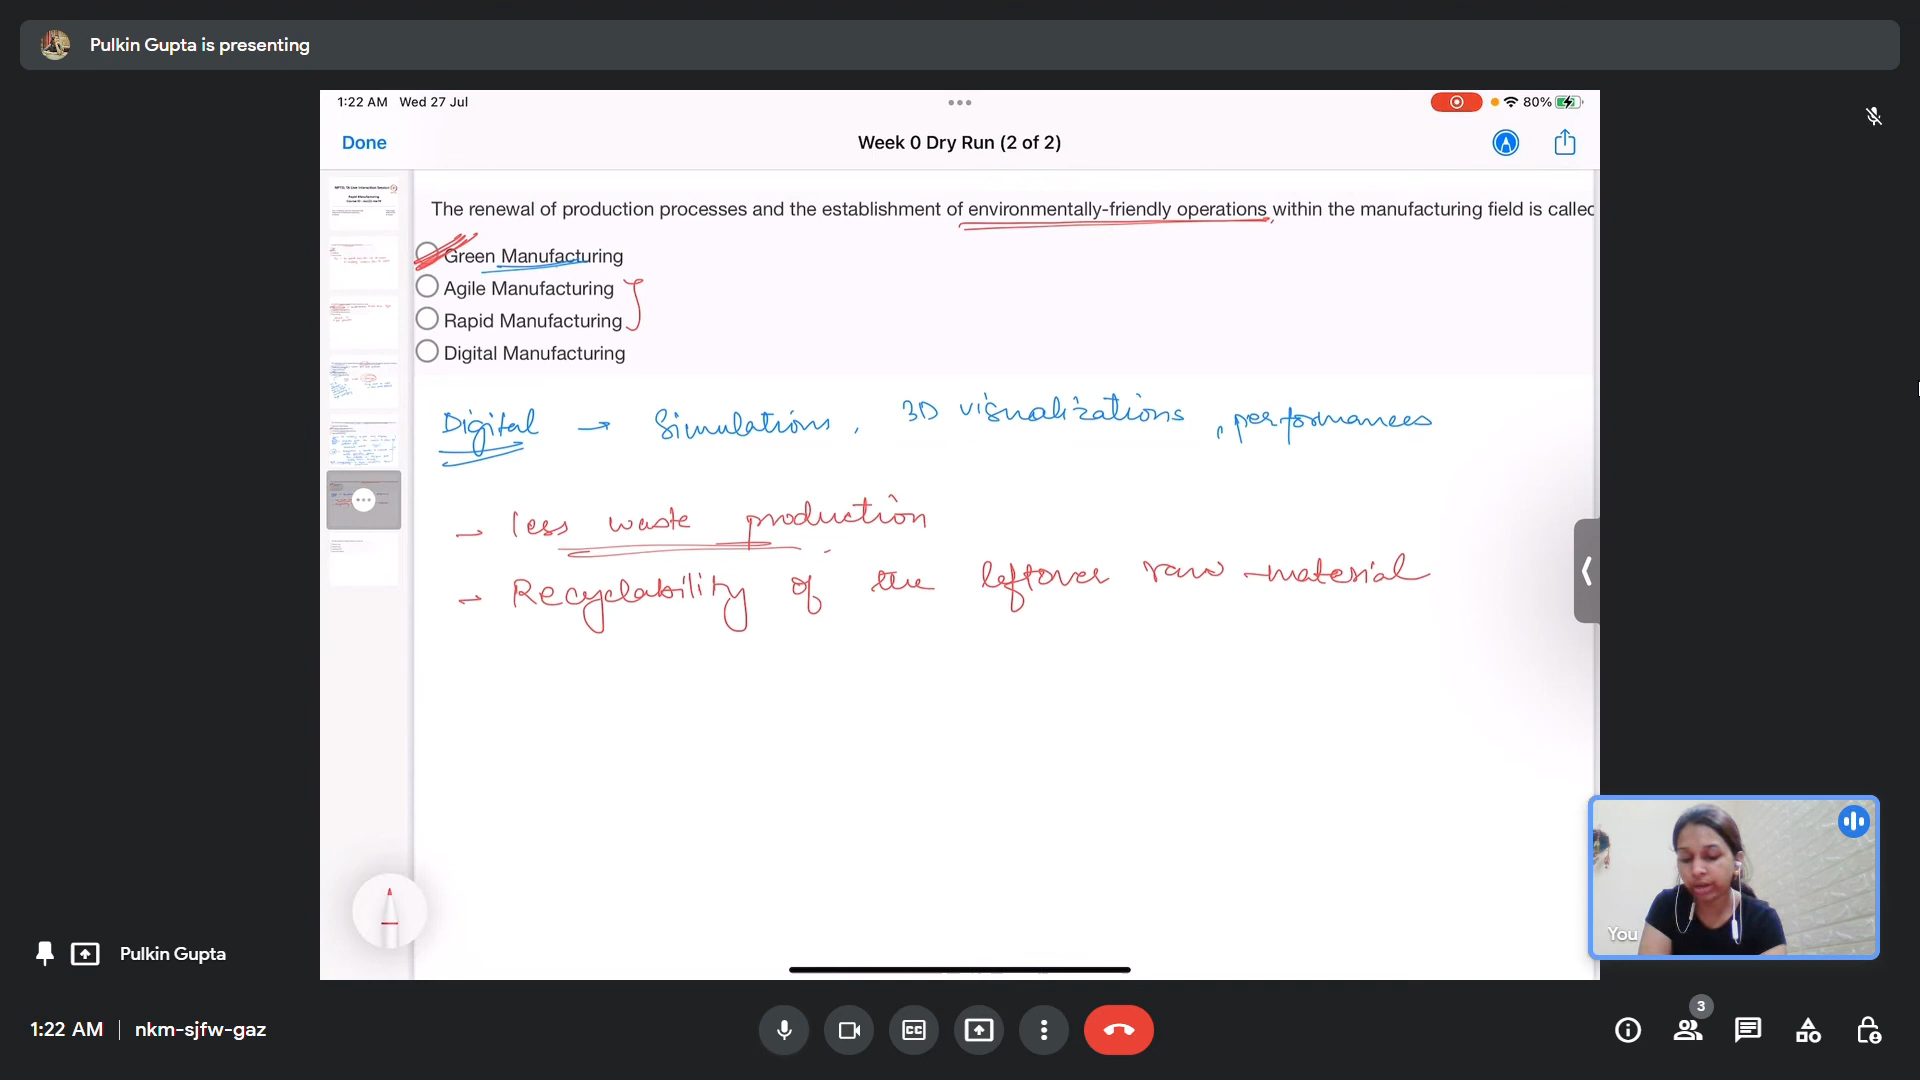 Pulkin Gupta is presenting
1:22 AM Wed 27 Jul
80%
Done
Week 0 Dry Run (2 of 2)
The renewal of production processes and the establishment of environmentally-friendly operations within the manufacturing field is called
Green Manufacturing
Agile Manufacturing
Rapid Manufacturing
Digital Manufacturing
Digital → Simulations, 3D visualizations, performances
→ less waste production
→ Recyclability of the leftover raw-material
You
Pulkin Gupta
3
1:22 AM | nkm-sjfw-gaz
CC